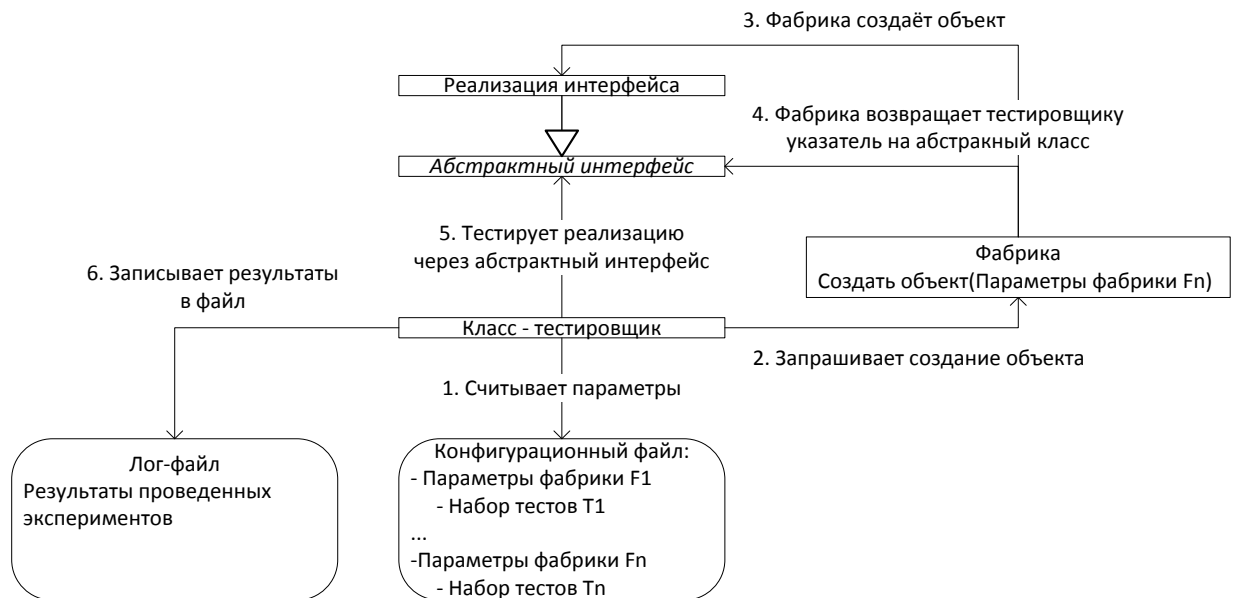 3. Фабрика создаёт объект
Реализация интерфейса
4. Фабрика возвращает тестировщику
указатель на абстракный класс
Абстрактный интерфейс
5. Тестирует реализацию
через абстрактный интерфейс
Фабрика
Создать объект(Параметры фабрики Fn)
6. Записывает результаты
в файл
Класс - тестировщик
2. Запрашивает создание объекта
1. Считывает параметры
Лог-файл
Результаты проведенных
экспериментов
Конфигурационный файл:
- Параметры фабрики F1
- Набор тестов T1
...
-Параметры фабрики Fn
- Набор тестов Tn